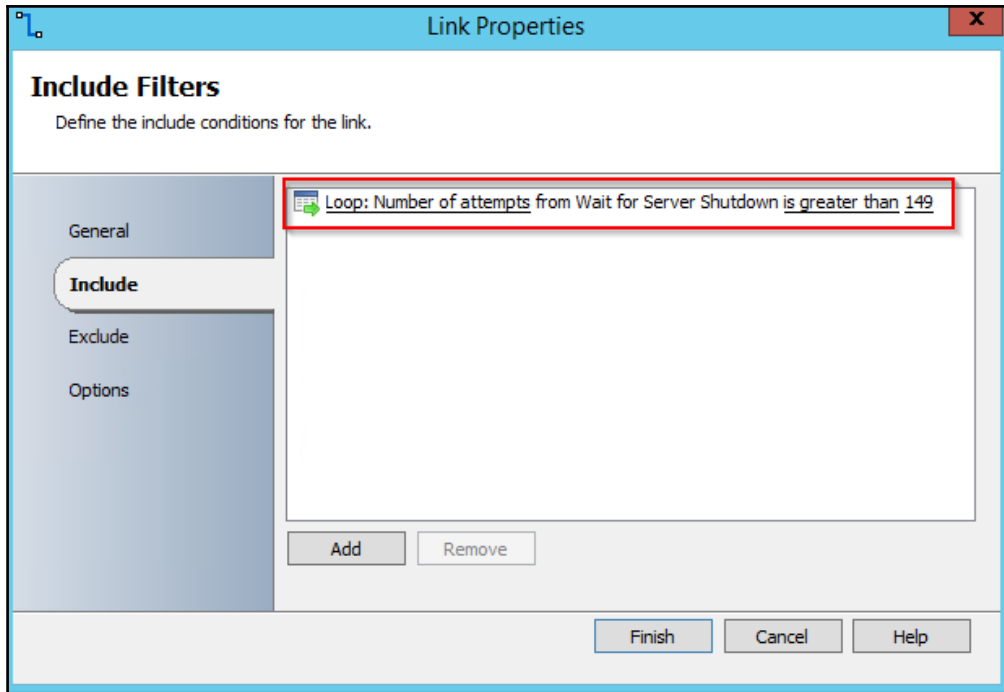 Link Properties
x
Include Filters
Define the include conditions for the link.
Loop: Number of attempts from Wait for Server Shutdown is greater than 149
General
Include
Exclude
Options
Add
Remove
Finish
Cancel
Help